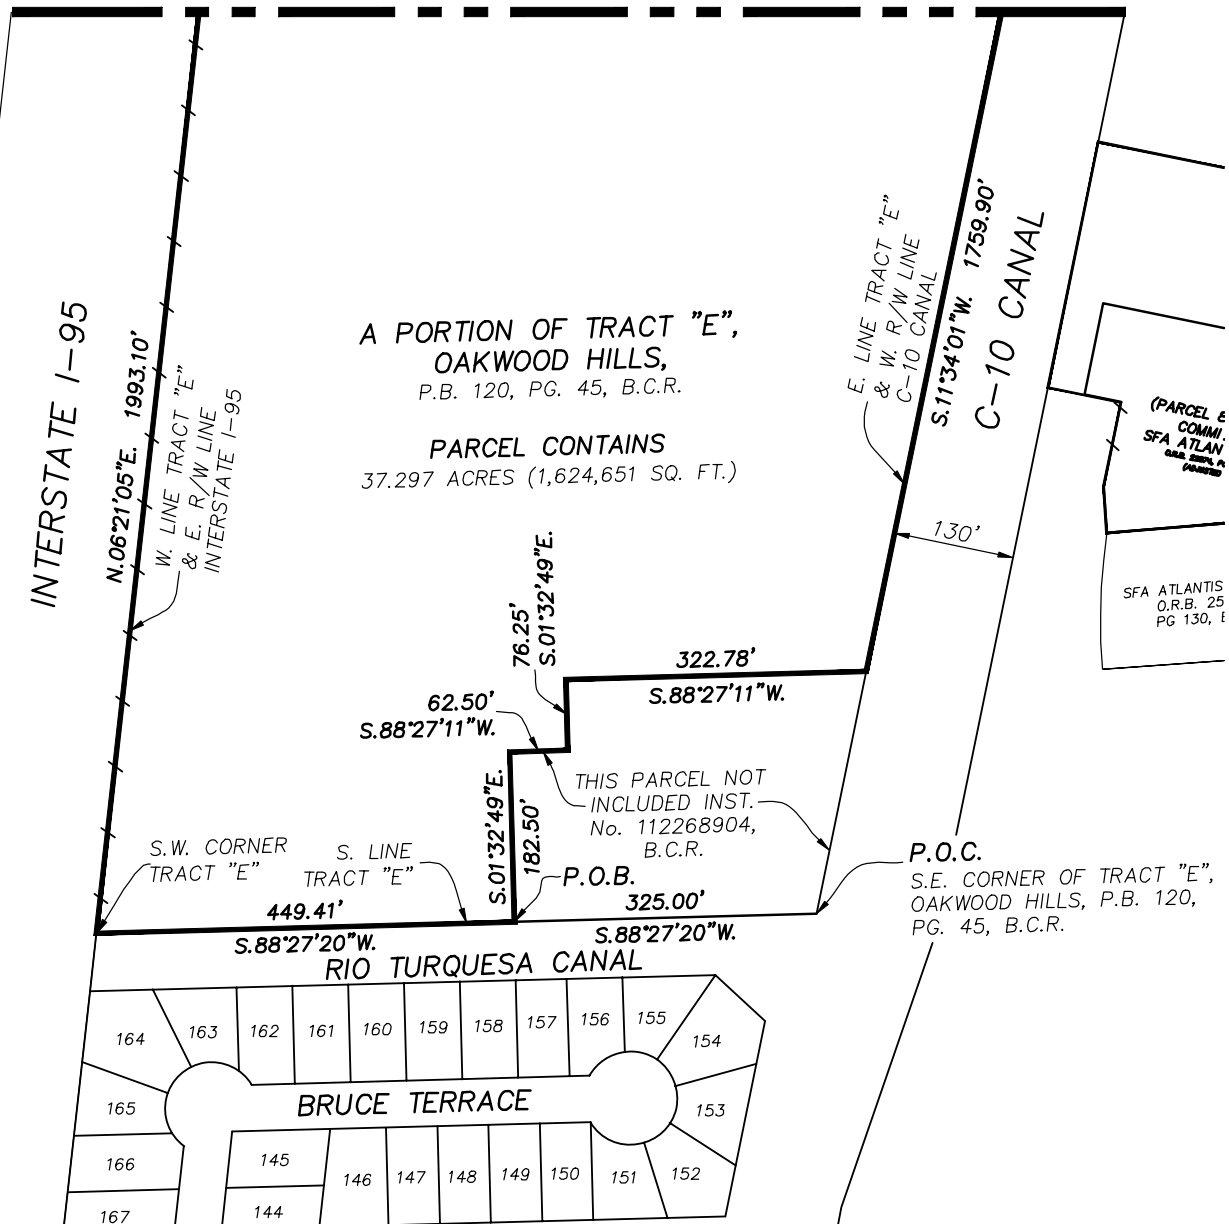 INTERSTATE I-95
N.06°21'05"E. 1993.10'
W. LINE TRACT "E"
& E. R/W LINE
INTERSTATE I-95
A PORTION OF TRACT "E",
OAKWOOD HILLS,
P.B. 120, PG. 45, B.C.R.
PARCEL CONTAINS
37.297 ACRES (1,624,651 SQ. FT.)
E. LINE TRACT "E"
& W. R/W LINE
C-10 CANAL
S.11°34'01"W. 1759.90'
C-10 CANAL
130'
(PARCEL
SFA ATLAN
SFA ATLANTIS
O.R.B. 25
PG 130,
76.25'
S.01°32'49"E.
322.78'
S.88°27'11"W.
62.50'
S.88°27'11"W.
S.01°32'49"E.
182.50'
THIS PARCEL NOT
INCLUDED INST.
No. 112268904,
B.C.R.
S.W. CORNER
TRACT "E"
S. LINE
TRACT "E"
P.O.B.
P.O.C.
S.E. CORNER OF TRACT "E",
OAKWOOD HILLS, P.B. 120,
PG. 45, B.C.R.
449.41'
S.88°27'20"W.
325.00'
S.88°27'20"W.
RIO TURQUESA CANAL
164
163
162
161
160
159
158
157
156
155
154
165
BRUCE TERRACE
153
166
145
146
147
148
149
150
151
152
167
144